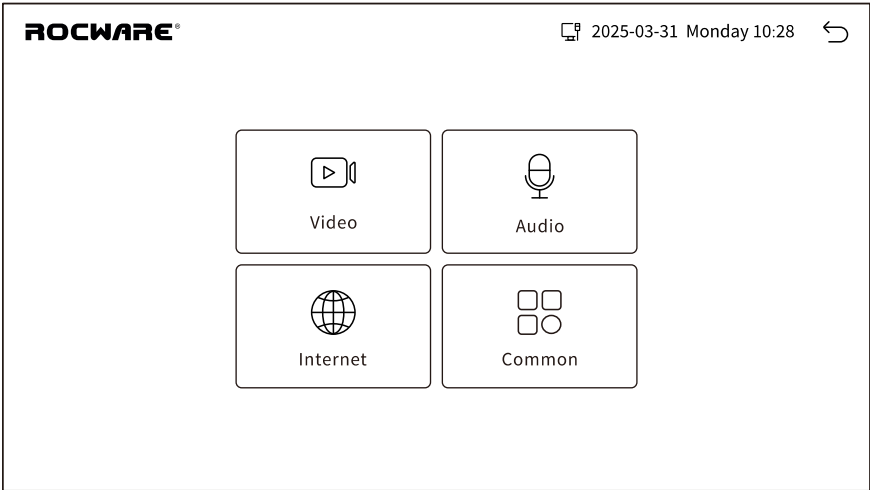 ROCWARE®
2025-03-31 Monday 10:28
Video
Audio
Internet
Common